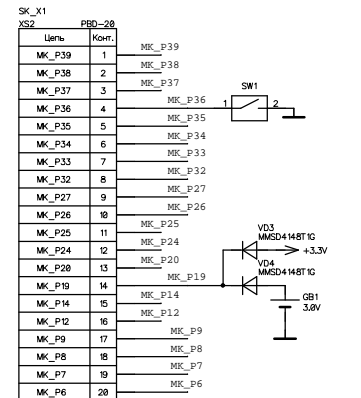 SK_X1
XS2 PBD-20
Цепь Конт.
MK_P39 1 MK_P39
MK_P38 2 MK_P38
MK_P37 3 MK_P37
MK_P36 4 MK_P36
MK_P35 5 MK_P35
MK_P34 6 MK_P34
MK_P33 7 MK_P33
MK_P32 8 MK_P32
MK_P27 9 MK_P27
MK_P26 10 MK_P26
MK_P25 11 MK_P25
MK_P24 12 MK_P24
MK_P20 13 MK_P20
MK_P19 14 MK_P19
MK_P14 15 MK_P14
MK_P12 16 MK_P12
MK_P9 17 MK_P9
MK_P8 18 MK_P8
MK_P7 19 MK_P7
MK_P6 20 MK_P6
SW1
1 2
VD3
MMSD4148T1G
+3.3V
VD4
MMSD4148T1G
GB1
3.0V